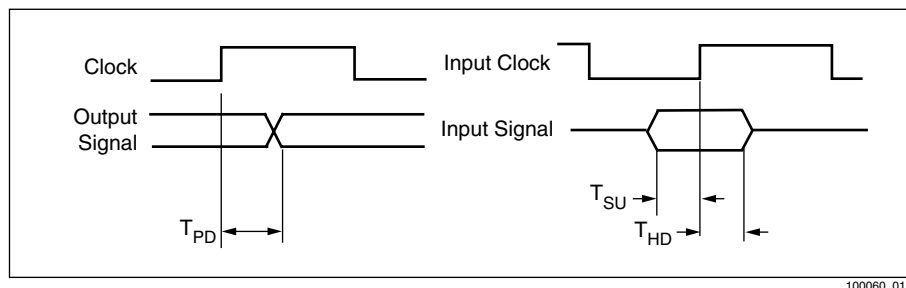 Clock
Output
Signal
T_PD
Input Clock
Input Signal
T_SU
T_HD
100060_01